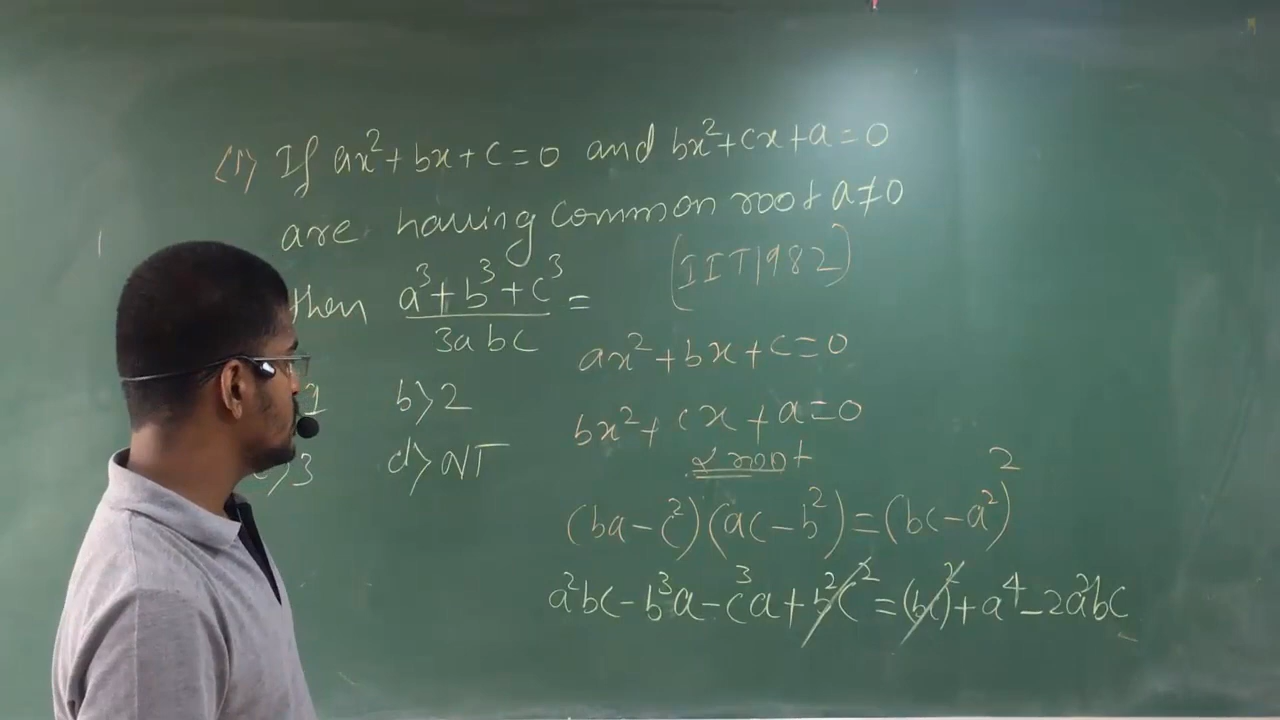 (1) If ax²+bx+c=0 and bx²+cx+a=0
are having common root a≠0
then a³+b³+c³/3abc = (IIT1982)
ax²+bx+c=0
bx²+cx+a=0
α root
1 b>2
3 d>NT
(ba-c²)(ac-b²)=(bc-a²)²
a²bc-b³a-c³a+b²c²=(bc)²+a⁴-2a²bc